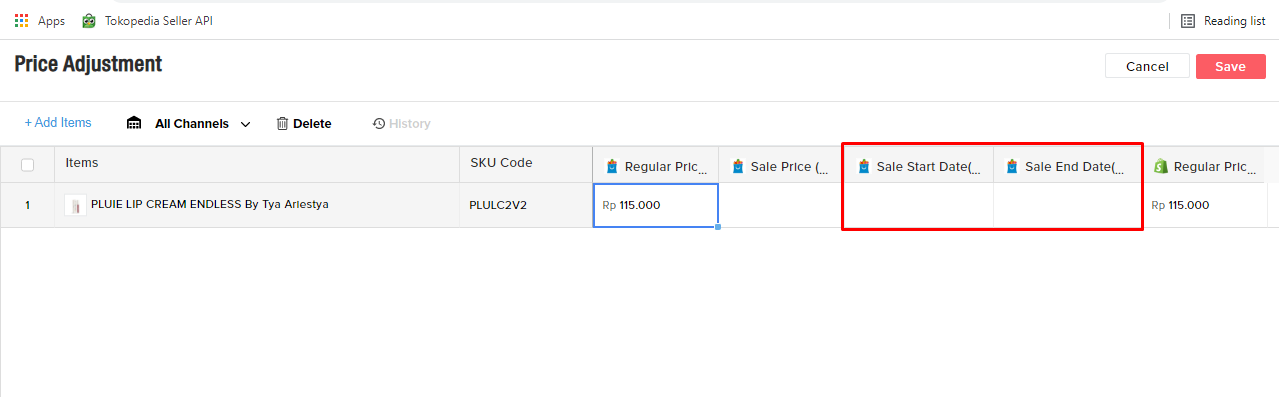 Apps Tokopedia Seller API Reading list
Price Adjustment Cancel Save
+ Add Items All Channels Delete History
Items SKU Code Regular Pric... Sale Price (... Sale Start Date(... Sale End Date(... Regular Pric...
1 PLUIE LIP CREAM ENDLESS By Tya Ariestya PLULC2V2 Rp 115.000 Rp 115.000